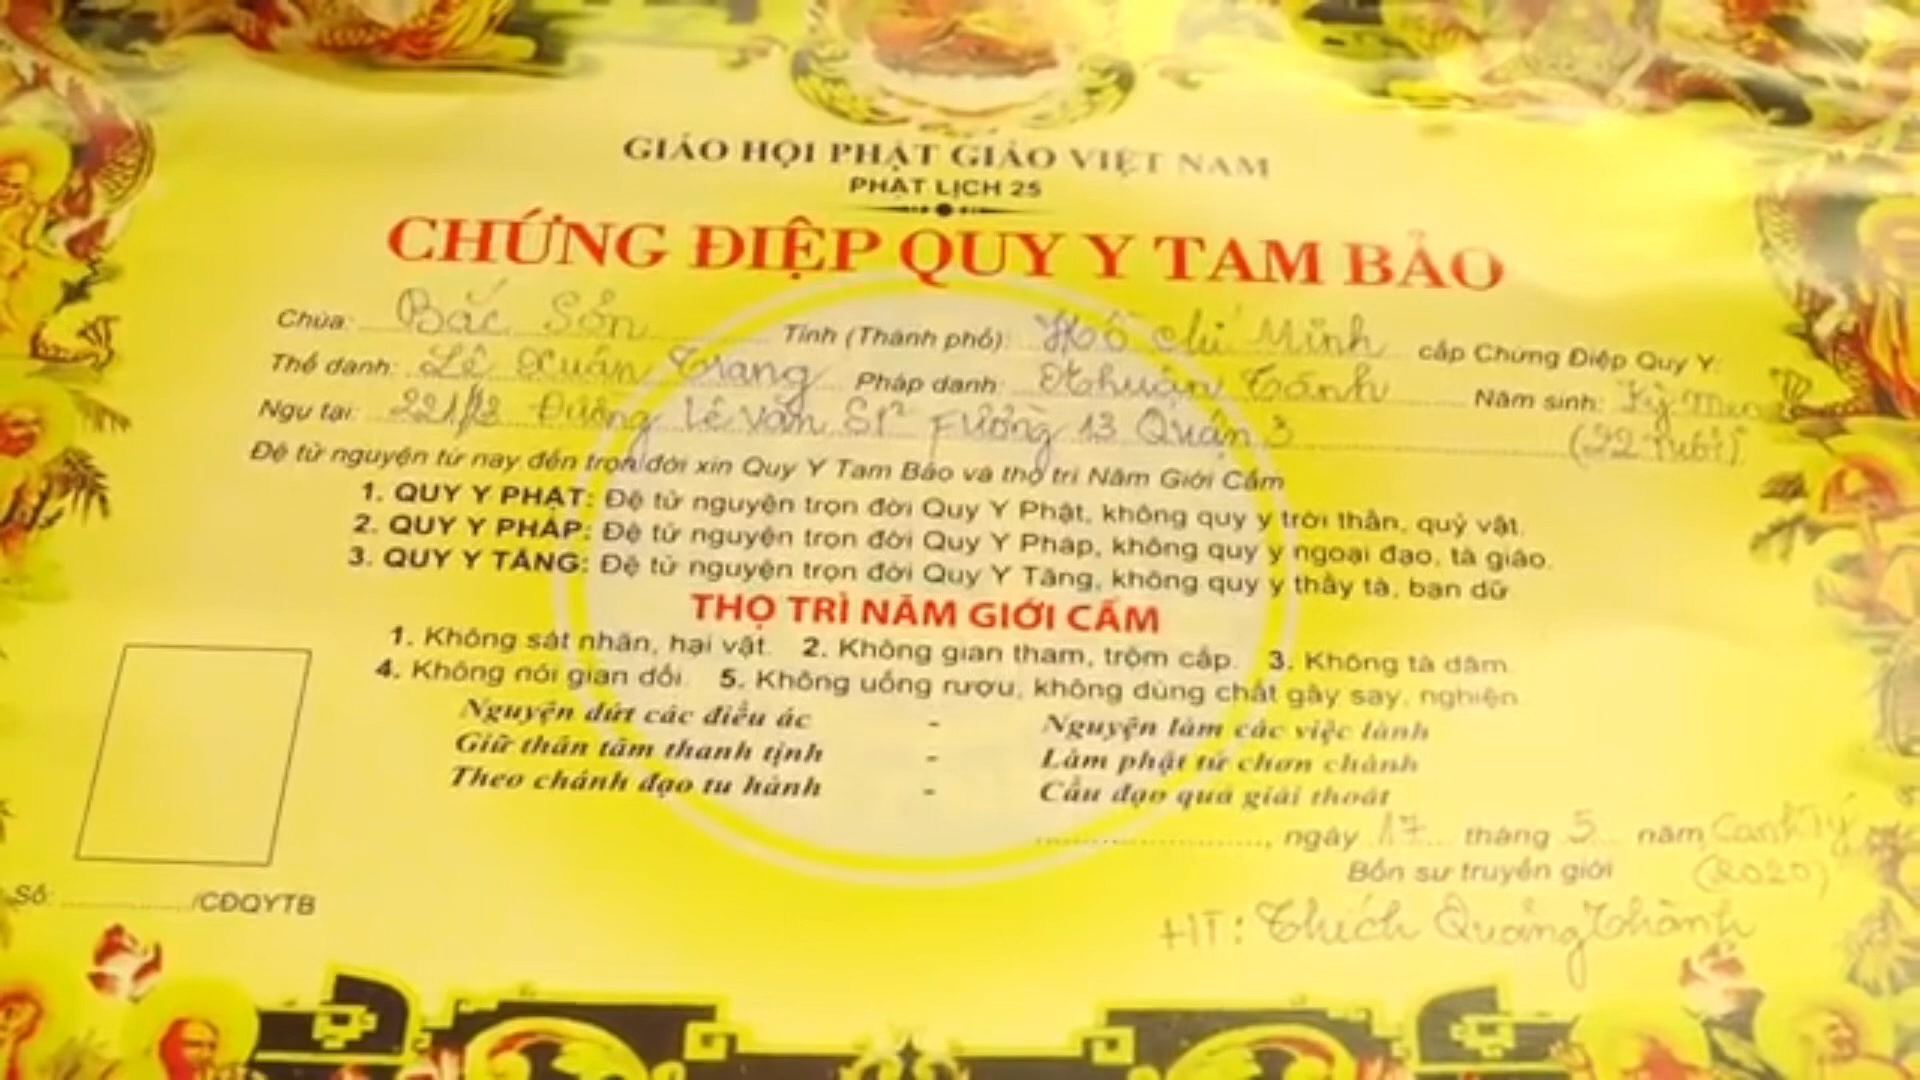 GIÁO HỘI PHẬT GIÁO VIỆT NAM
PHẬT LỊCH 25
CHỨNG ĐIỆP QUY Y TAM BẢO
Chùa: Bắc Sơn Tỉnh (Thành phố): Hồ Chí Minh cấp Chứng Điệp Quy Y:
Thế danh: Lê Xuân Trang Pháp danh: Thuận Tánh Năm sinh: Kỷ
Ngụ tại: Đường Lê Văn Sĩ Phường 13 Quận 3 (22 tuổi)
Đệ tử nguyện từ nay đến trọn đời xin Quy Y Tam Bảo và thọ trì Năm Giới Cấm
1. QUY Y PHẬT: Đệ tử nguyện trọn đời Quy Y Phật, không quy y trời thần, quỷ vật.
2. QUY Y PHÁP: Đệ tử nguyện trọn đời Quy Y Pháp, không quy y ngoại đạo, tà giáo.
3. QUY Y TĂNG: Đệ tử nguyện trọn đời Quy Y Tăng, không quy y thầy tà, bạn dữ
THỌ TRÌ NĂM GIỚI CẤM
1. Không sát nhân, hại vật. 2. Không gian tham, trộm cắp. 3. Không tà dâm.
4. Không nói gian dối. 5. Không uống rượu, không dùng chất gây say, nghiện.
Nguyện dứt các điều ác - Nguyện làm các việc lành
Giữ thân tâm thanh tịnh - Làm phật tử chơn chánh
Theo chánh đạo tu hành - Cầu đạo quả giải thoát
, ngày 17 tháng 5 năm Canh Tý
Bổn sư truyền giới (2020)
Số: /CĐQYTB
HT: Thích Quảng Thành